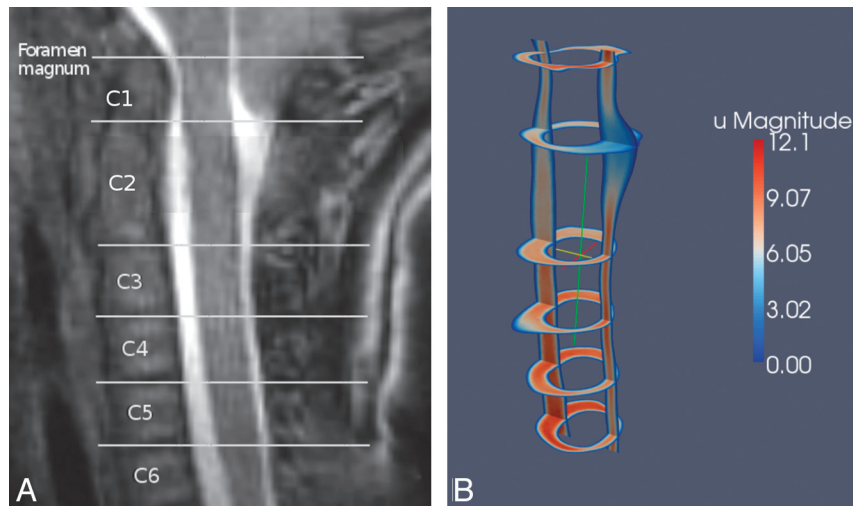 Foramen
magnum
C1
C2
C3
C4
C5
C6
A
u Magnitude
12.1
9.07
6.05
3.02
0.00
B